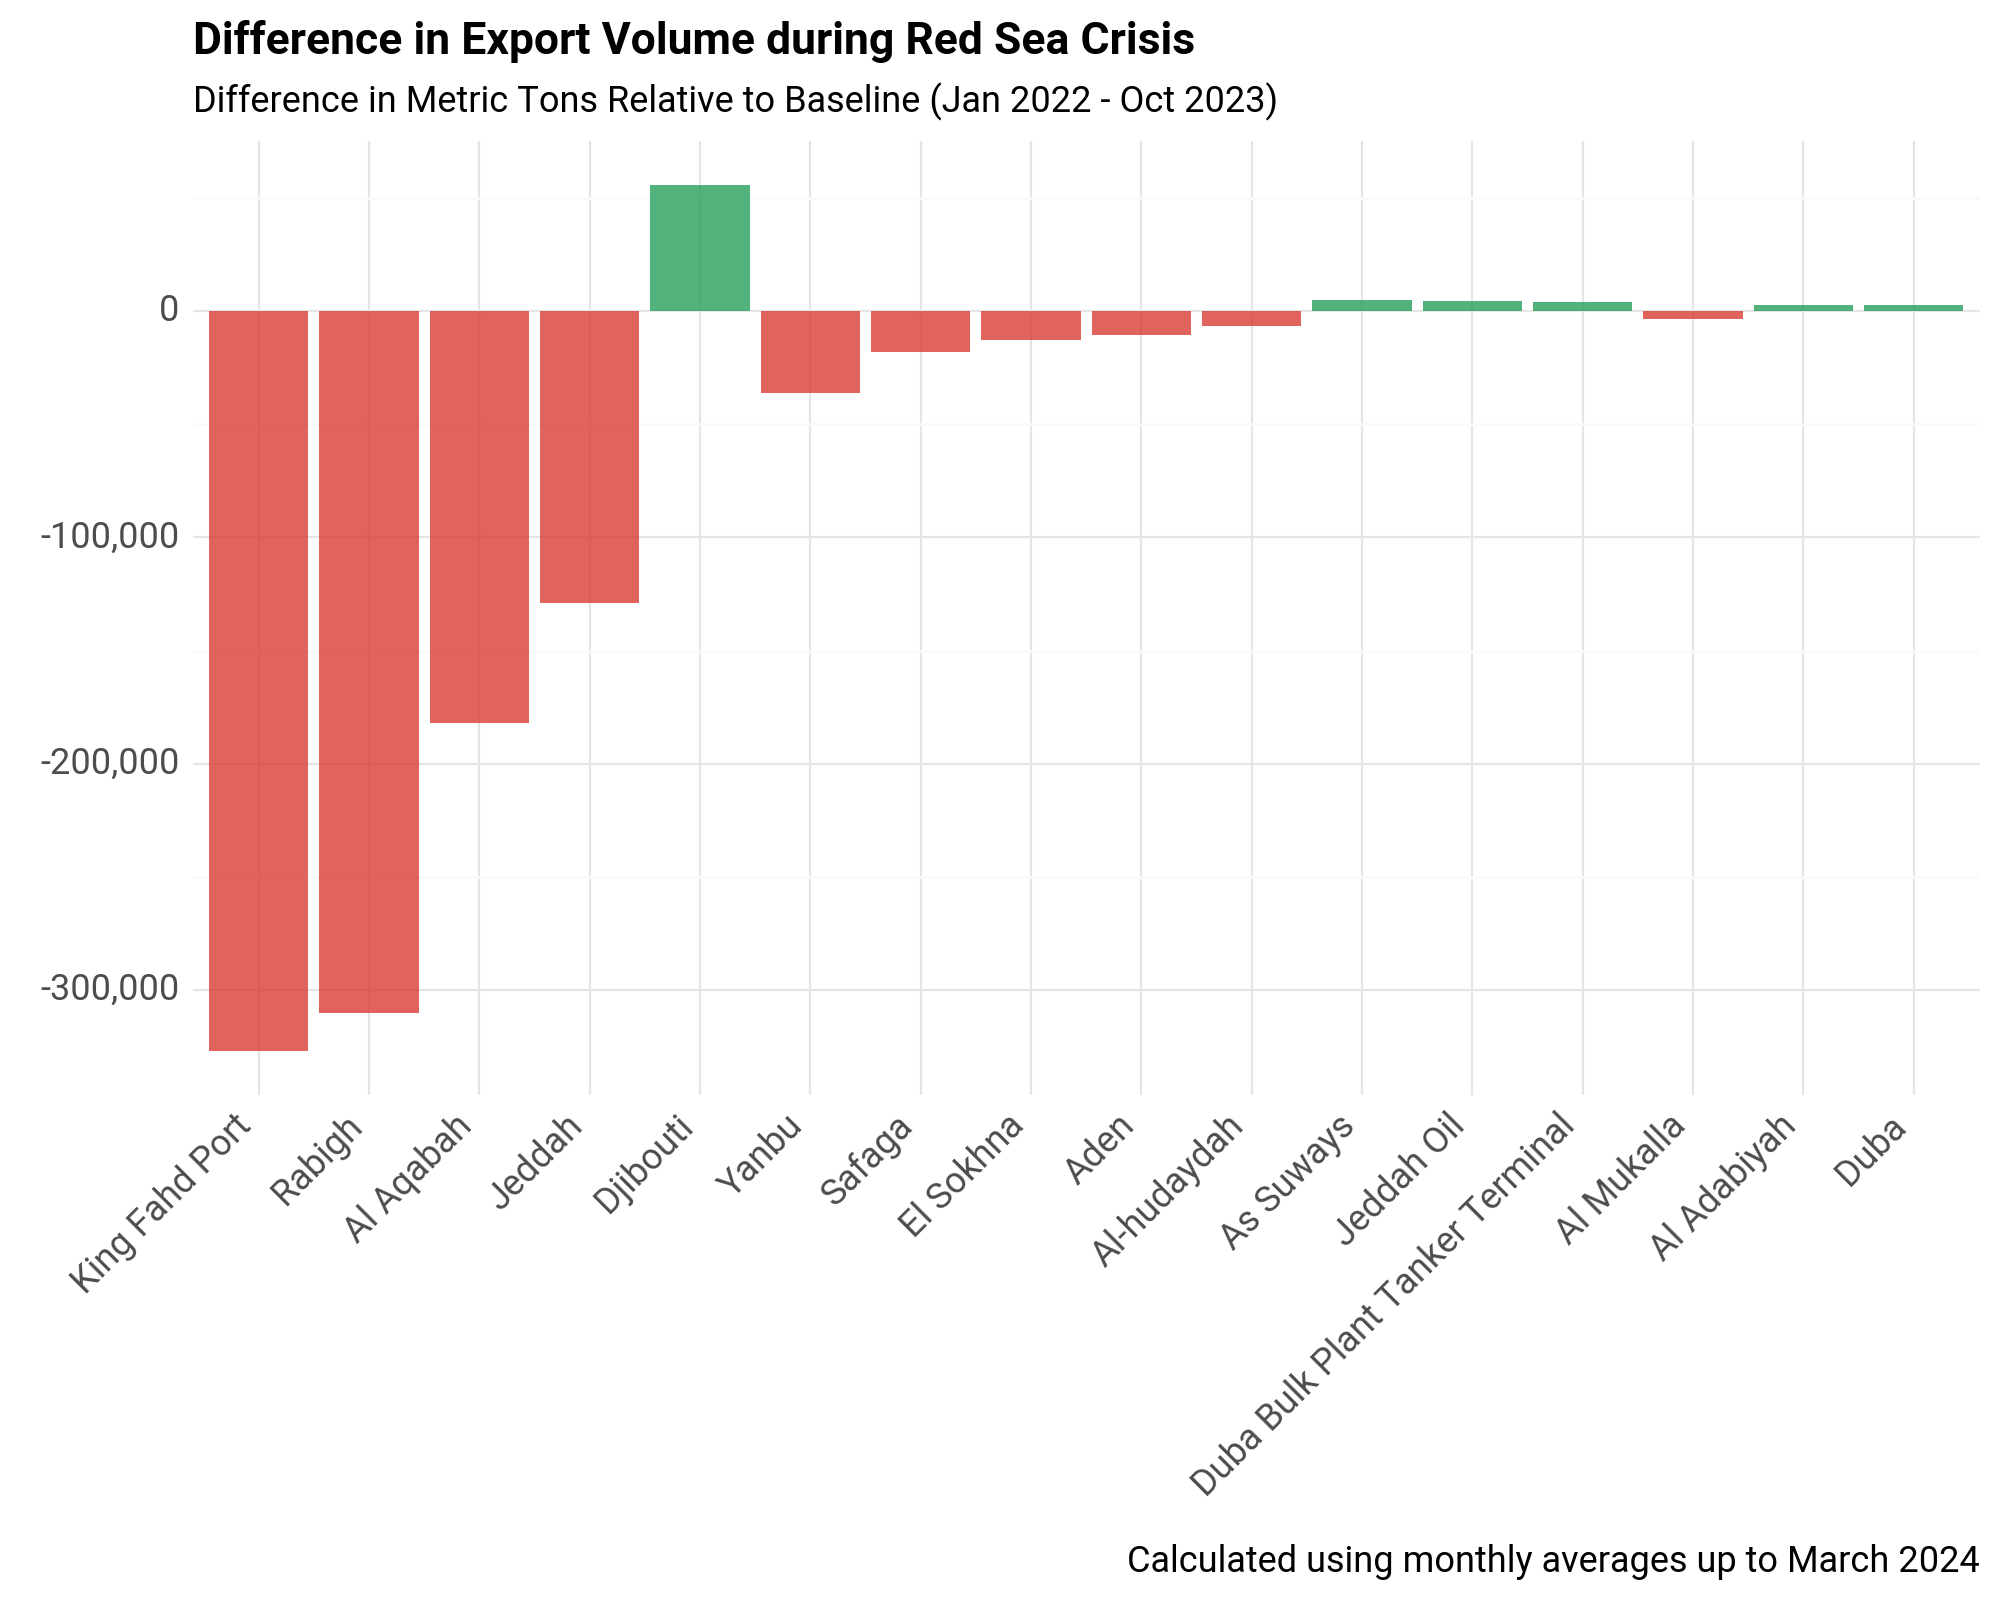 Difference in Export Volume during Red Sea Crisis
Difference in Metric Tons Relative to Baseline (Jan 2022 - Oct 2023)
0
-100,000
-200,000
-300,000
King Fahd Port
Rabigh
Al Aqabah
Jeddah
Djibouti
Yanbu
Safaga
El Sokhna
Aden
Al-hudaydah
As Suways
Jeddah Oil
Duba Bulk Plant Tanker Terminal
Al Mukalla
Al Adabiyah
Duba
Calculated using monthly averages up to March 2024